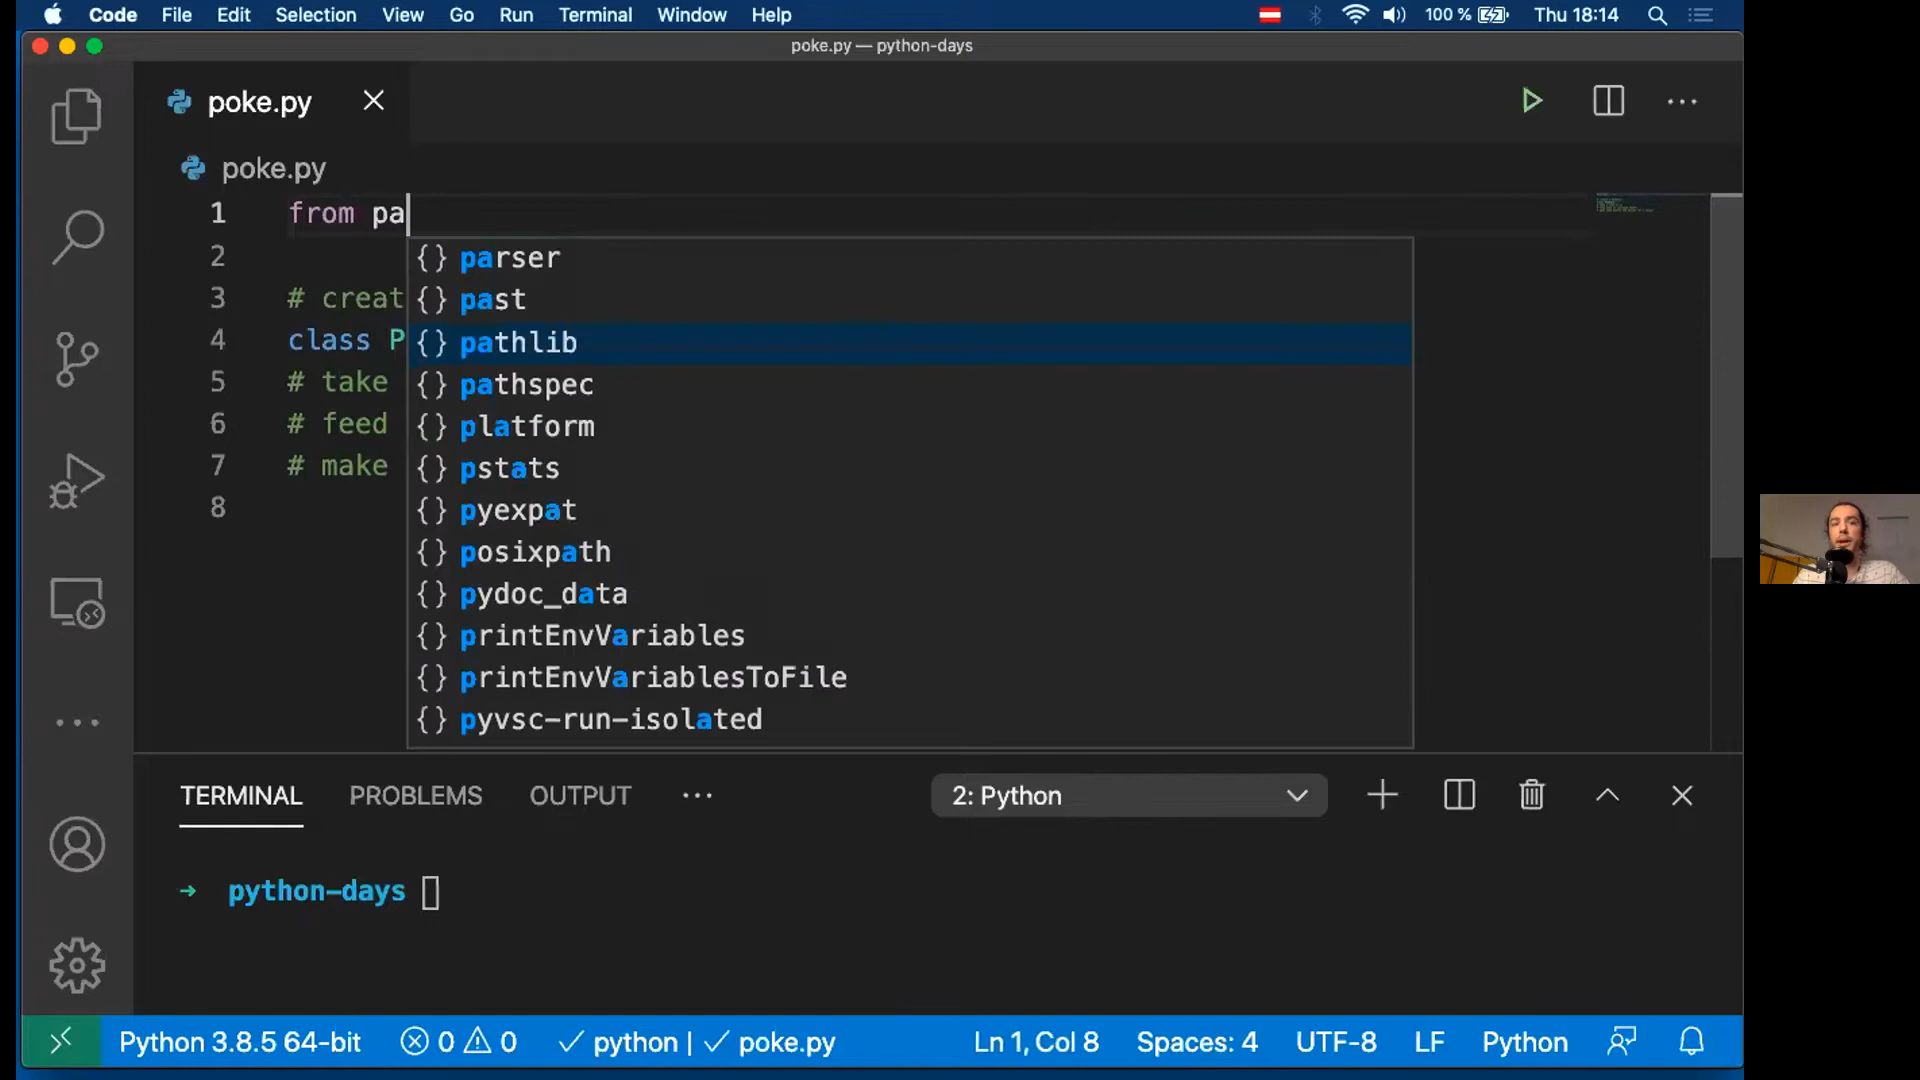 Code File Edit Selection View Go Run Terminal Window Help 100 % Thu 18:14
poke.py — python-days
poke.py
poke.py
1 from pa
2
3 # creat
4 class P
5 # take
6 # feed
7 # make
8
{} parser
{} past
{} pathlib
{} pathspec
{} platform
{} pstats
{} pyexpat
{} posixpath
{} pydoc_data
{} printEnvVariables
{} printEnvVariablesToFile
{} pyvsc-run-isolated
TERMINAL PROBLEMS OUTPUT ··· 2: Python
→ python-days
Python 3.8.5 64-bit 0 0 ✓ python | ✓ poke.py Ln 1, Col 8 Spaces: 4 UTF-8 LF Python